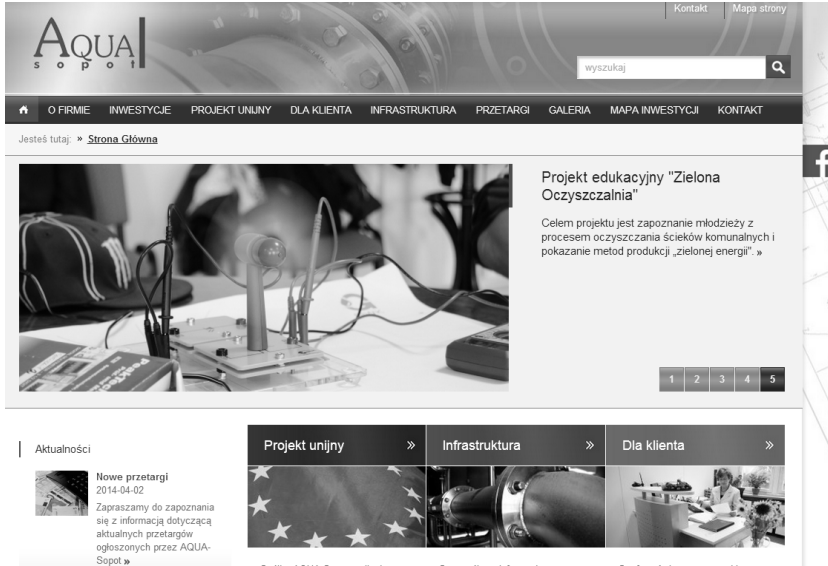 Kontakt
Mapa strony
AQUA
sopot
wyszukaj
O FIRMIE
INWESTYCJE
PROJEKT UNIJNY
DLA KLIENTA
INFRASTRUKTURA
PRZETARGI
GALERIA
MAPA INWESTYCJI
KONTAKT
Jesteś tutaj: » Strona Główna
Projekt edukacyjny "Zielona
Oczyszczalnia"
Celem projektu jest zapoznanie młodzieży z
procesem oczyszczania ścieków komunalnych i
pokazanie metod produkcji „zielonej energii". »
PeakTech
1 2 3 4 5
Aktualności
Nowe przetargi
2014-04-02
Zapraszamy do zapoznania
się z informacją dotyczącą
aktualnych przetargów
ogłoszonych przez AQUA-
Sopot »
Projekt unijny »
Infrastruktura »
Dla klienta »